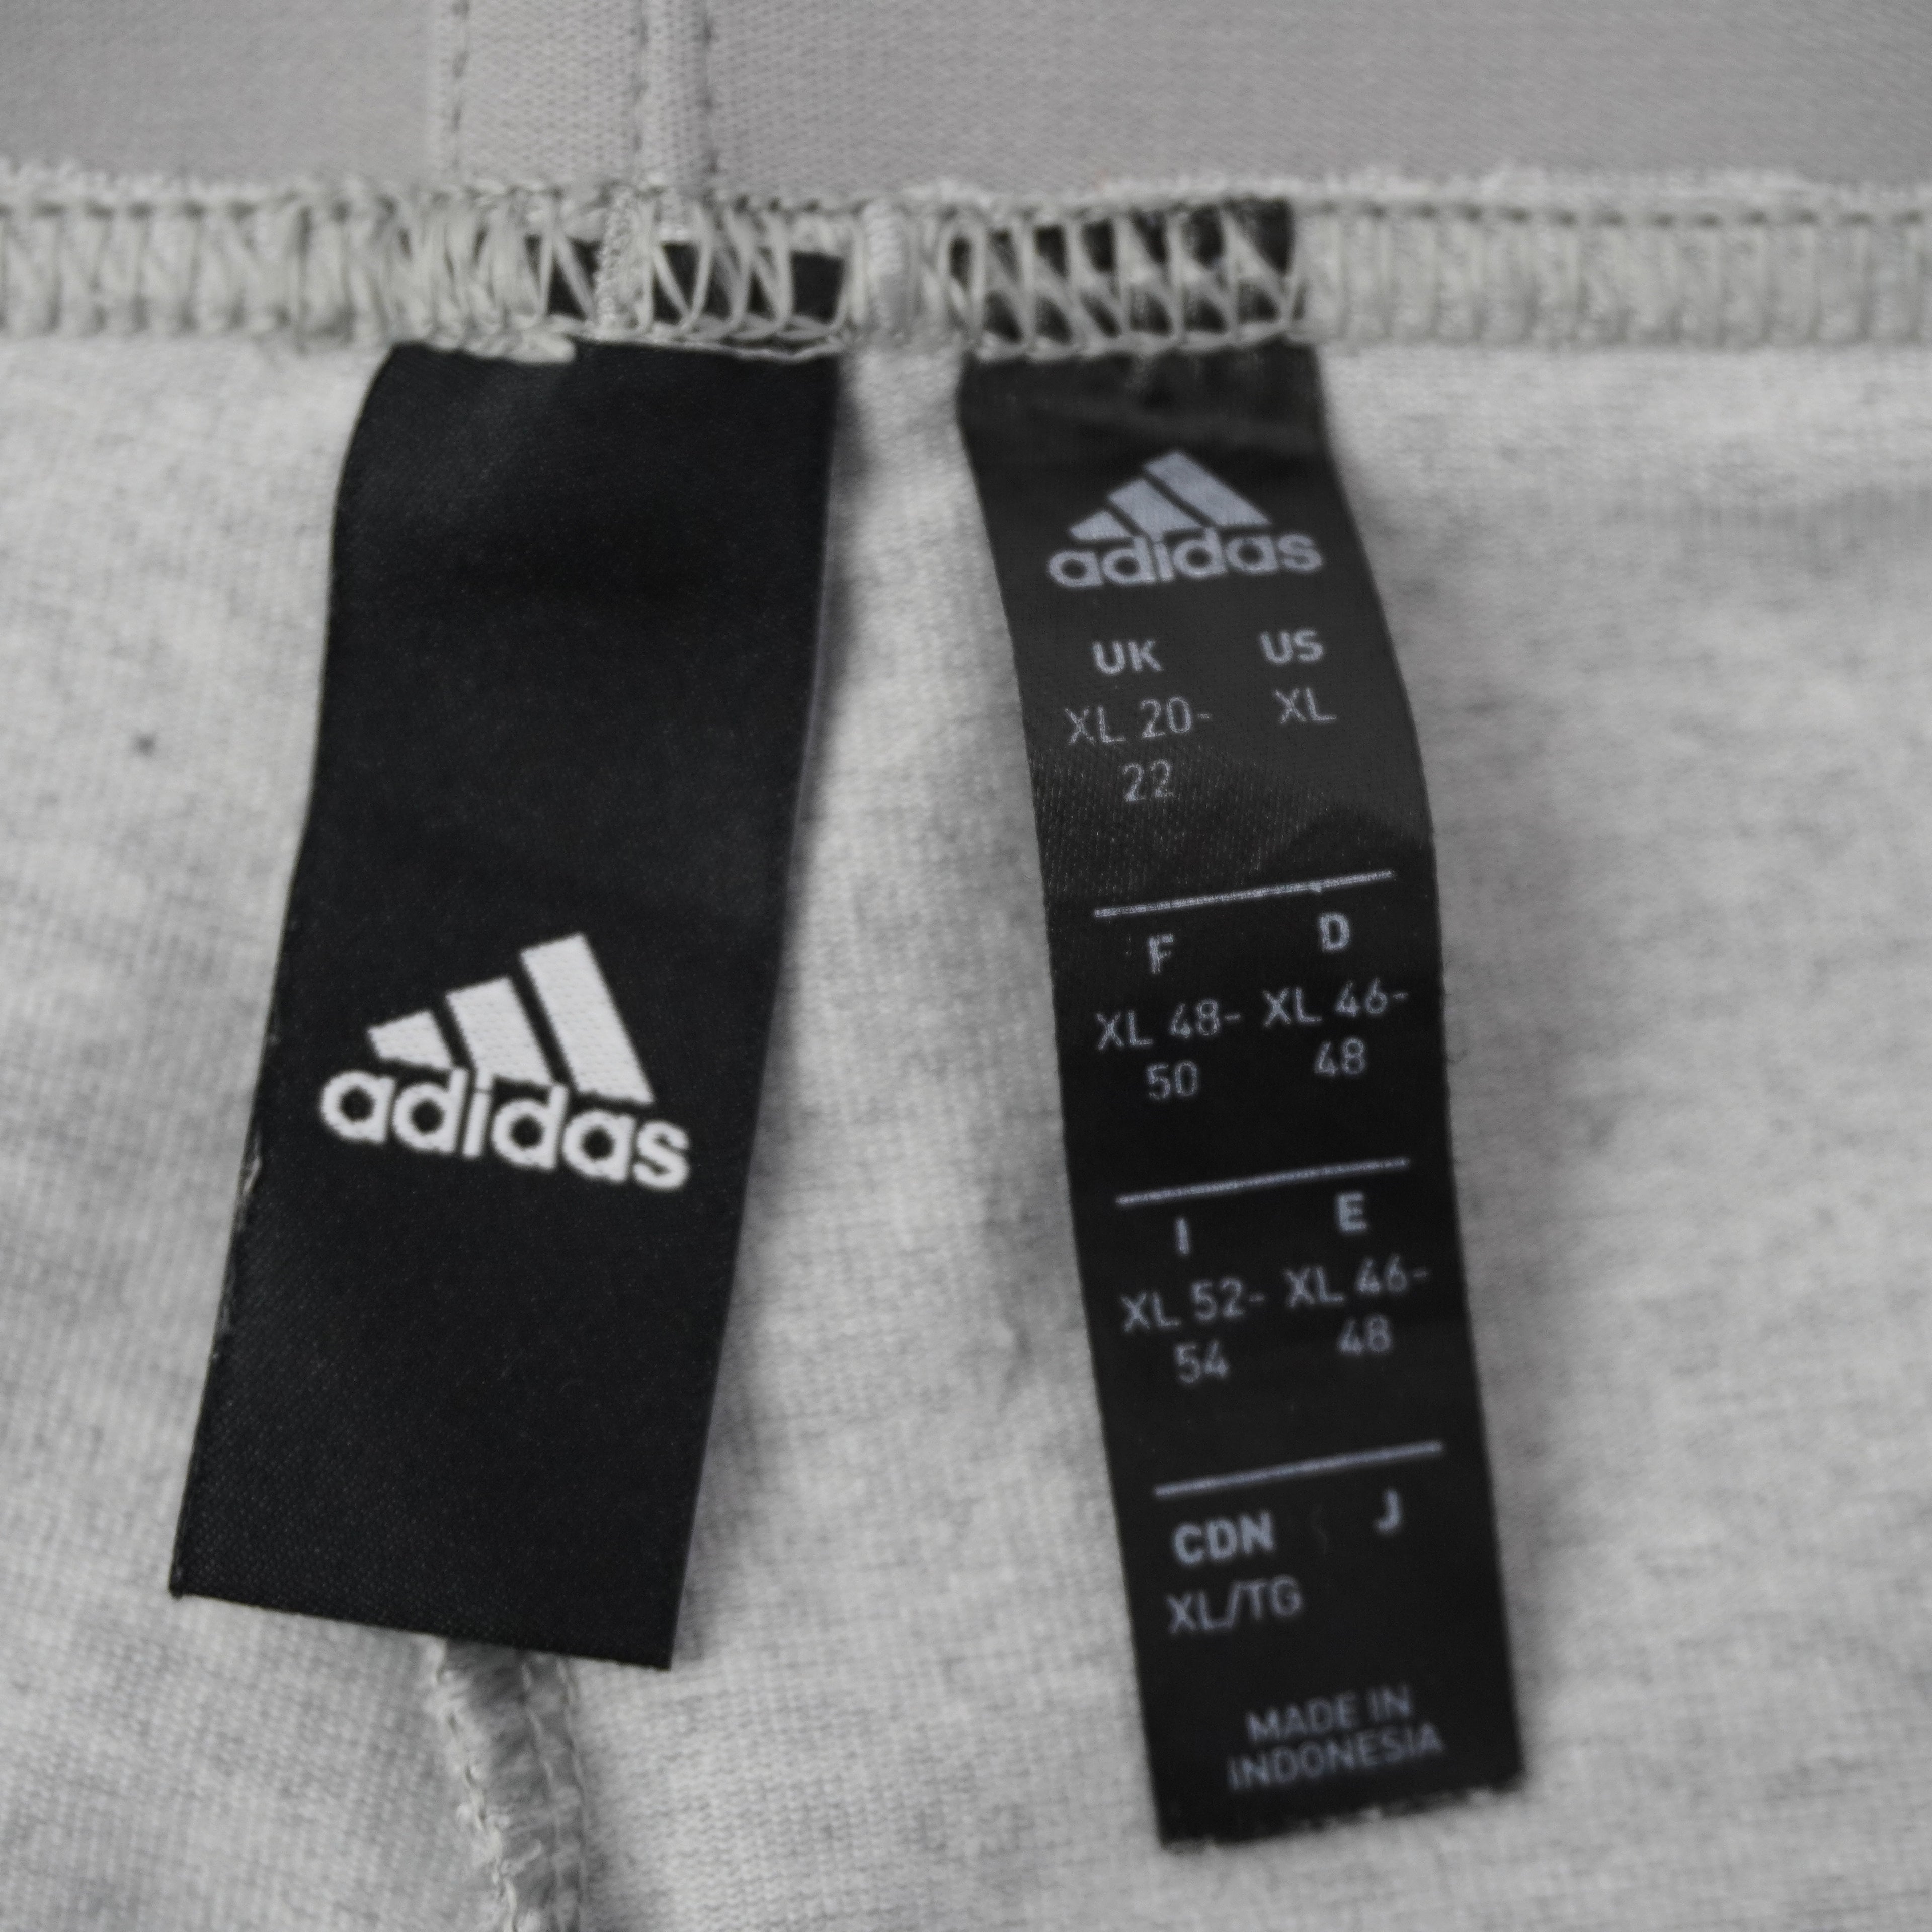 adidas
adidas
UK US
XL 20- XL
22
F D
XL 48- XL 46-
50 48
I E
XL 52- XL 46-
54 48
CDN J
XL/TG
MADE IN
INDONESIA